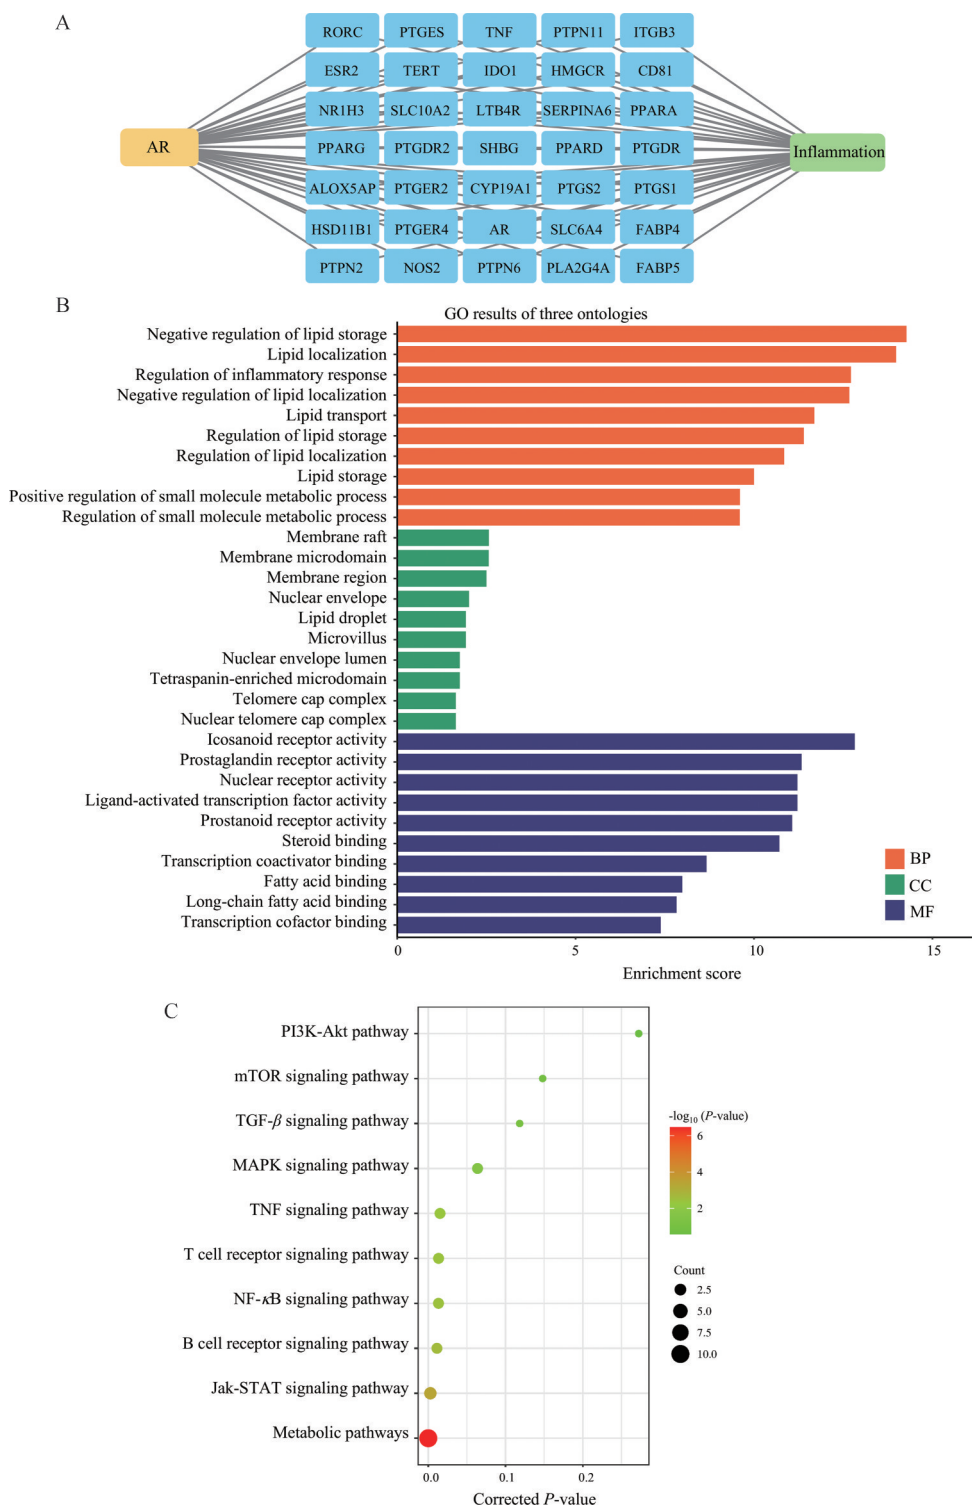 A
RORC PTGES TNF PTPN11 ITGB3
ESR2 TERT IDO1 HMGCR CD81
NR1H3 SLC10A2 LTB4R SERPINA6 PPARA
AR PPARG PTGDR2 SHBG PPARD PTGDR Inflammation
ALOX5AP PTGER2 CYP19A1 PTGS2 PTGS1
HSD11B1 PTGER4 AR SLC6A4 FABP4
PTPN2 NOS2 PTPN6 PLA2G4A FABP5
B
GO results of three ontologies
Negative regulation of lipid storage
Lipid localization
Regulation of inflammatory response
Negative regulation of lipid localization
Lipid transport
Regulation of lipid storage
Regulation of lipid localization
Lipid storage
Positive regulation of small molecule metabolic process
Regulation of small molecule metabolic process
Membrane raft
Membrane microdomain
Membrane region
Nuclear envelope
Lipid droplet
Microvillus
Nuclear envelope lumen
Tetraspanin-enriched microdomain
Telomere cap complex
Nuclear telomere cap complex
Icosanoid receptor activity
Prostaglandin receptor activity
Nuclear receptor activity
Ligand-activated transcription factor activity
Prostanoid receptor activity
Steroid binding
Transcription coactivator binding
Fatty acid binding
Long-chain fatty acid binding
Transcription cofactor binding
BP
CC
MF
0 5 10 15
Enrichment score
C
PI3K-Akt pathway
mTOR signaling pathway
TGF-β signaling pathway
MAPK signaling pathway
TNF signaling pathway
T cell receptor signaling pathway
NF-κB signaling pathway
B cell receptor signaling pathway
Jak-STAT signaling pathway
Metabolic pathways
0.0 0.1 0.2
Corrected P-value
-log₁₀ (P-value)
6
4
2
Count
2.5
5.0
7.5
10.0